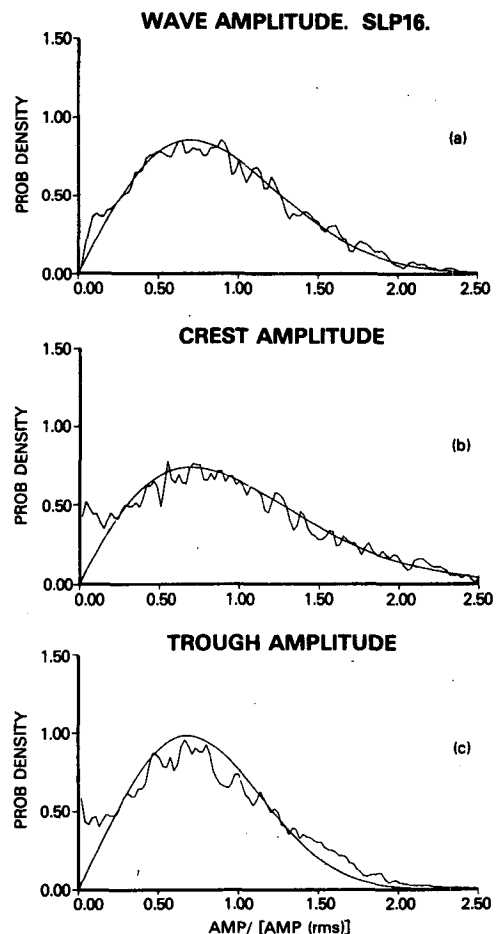 WAVE AMPLITUDE. SLP16.
1.50
1.00
0.50
0.00
PROB DENSITY
(a)
0.00 0.50 1.00 1.50 2.00 2.50
CREST AMPLITUDE
1.50
1.00
0.50
0.00
PROB DENSITY
(b)
0.00 0.50 1.00 1.50 2.00 2.50
TROUGH AMPLITUDE
1.50
1.00
0.50
0.00
PROB DENSITY
(c)
0.00 0.50 1.00 1.50 2.00 2.50
AMP/ [AMP (rms)]